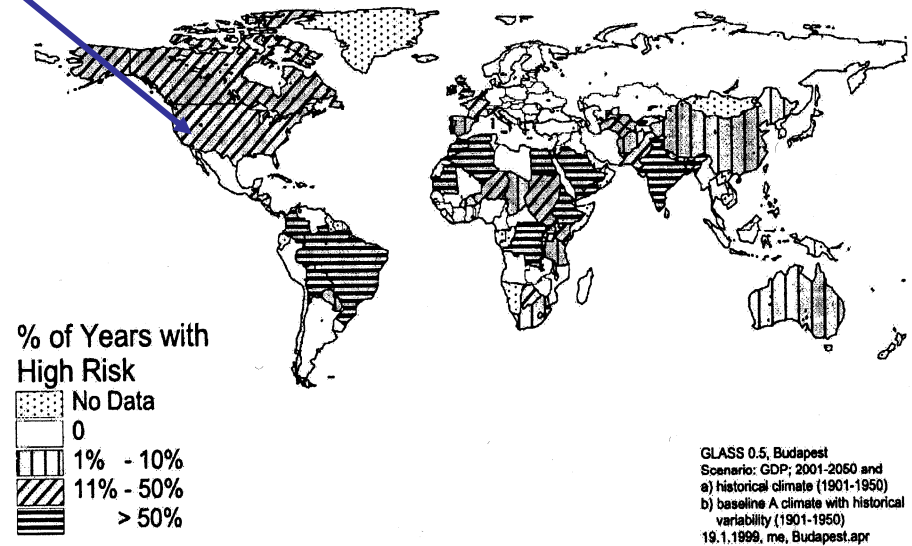 % of Years with
High Risk
No Data
0
1% - 10%
11% - 50%
> 50%
GLASS 0.5, Budapest
Scenario: GDP; 2001-2050 and
a) historical climate (1901-1950)
b) baseline A climate with historical
variability (1901-1950)
19.1.1999, me, Budapest.apr